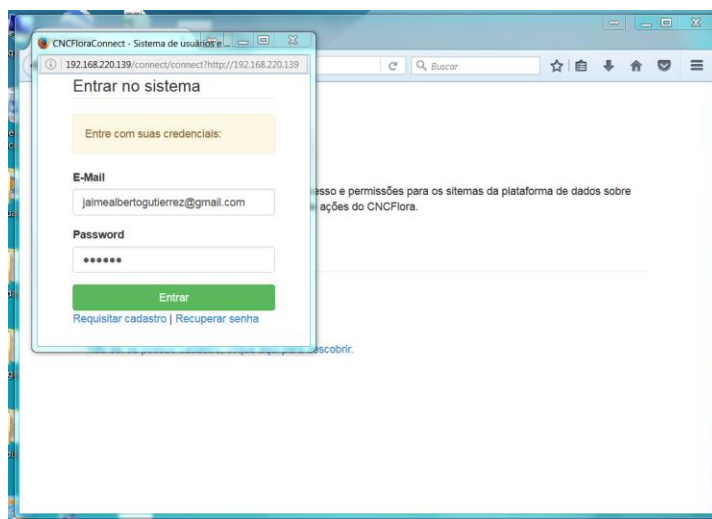 CNCFloraConnect - Sistema de usuários e ...
192.168.220.139/connect/connect?http://192.168.220.139
Buscar
Entrar no sistema
Entre com suas credenciais:
E-Mail
jaimealbertogutierrez@gmail.com
Password
Entrar
Requisitar cadastro | Recuperar senha
esso e permissões para os sitemas da plataforma de dados sobre
ações do CNCFlora.
descobrir.